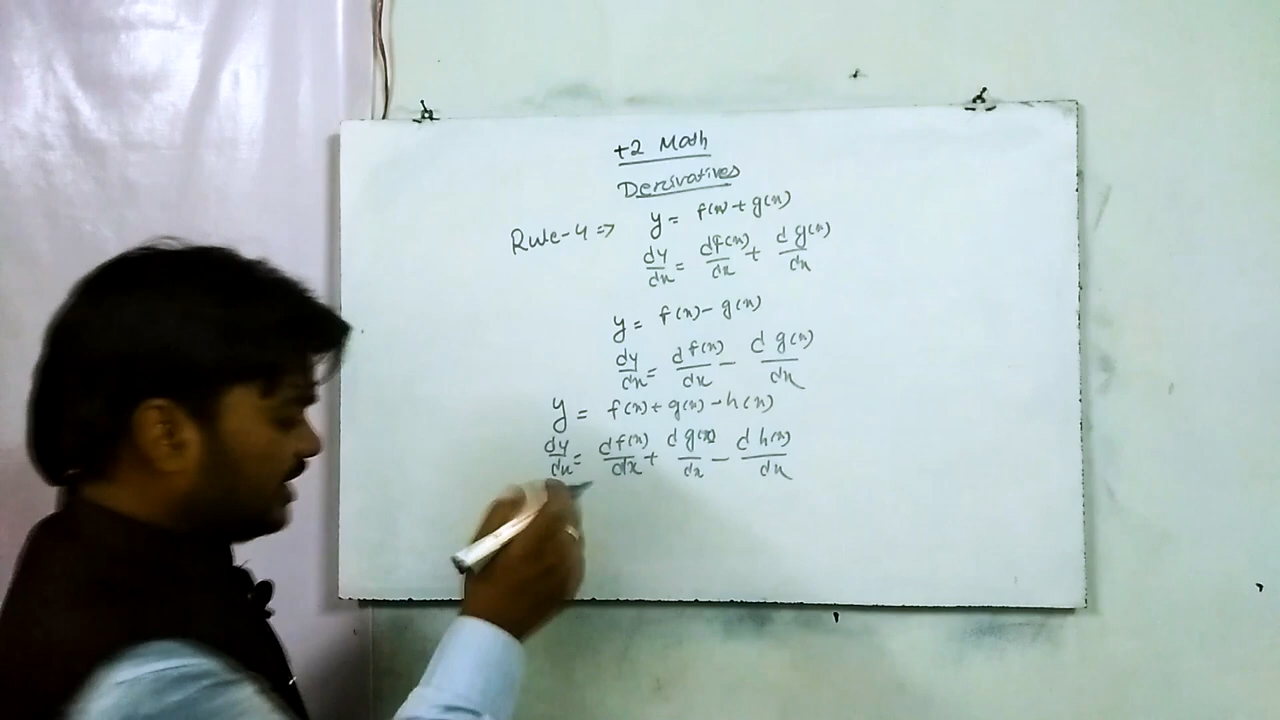 +2 Math
Derivatives
Rule-4 => y = f(x) + g(x)
dy/dx = df(x)/dx + d g(x)/dx
y = f(x) - g(x)
dy/dx = d f(x)/dx - d g(x)/dx
y = f(x) + g(x) - h(x)
dy/dx = df(x)/dx + d g(x)/dx - d h(x)/dx